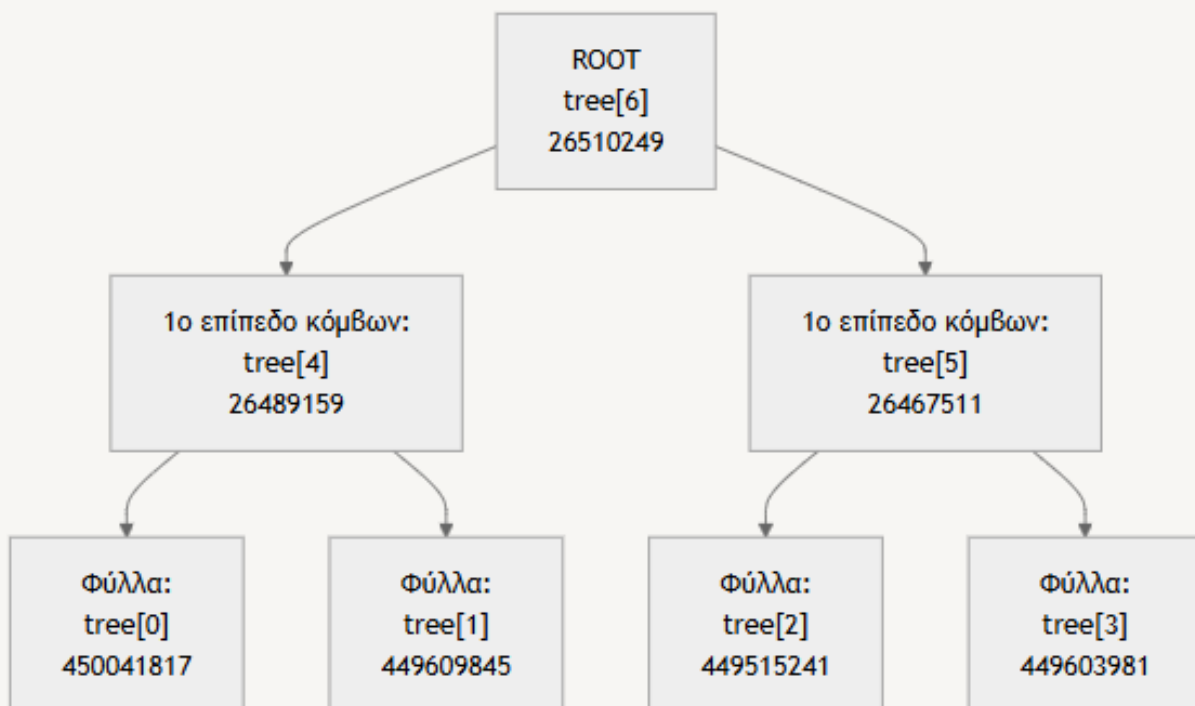 ROOT
tree[6]
26510249
1ο επίπεδο κόμβων:
tree[4]
26489159
1ο επίπεδο κόμβων:
tree[5]
26467511
Φύλλα:
tree[0]
450041817
Φύλλα:
tree[1]
449609845
Φύλλα:
tree[2]
449515241
Φύλλα:
tree[3]
449603981